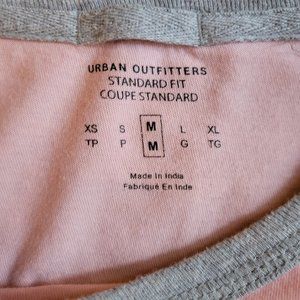 URBAN OUTFITTERS
STANDARD FIT
COUPE STANDARD
XS S M L XL
TP P M G TG
Made In India
Fabriqué En Inde